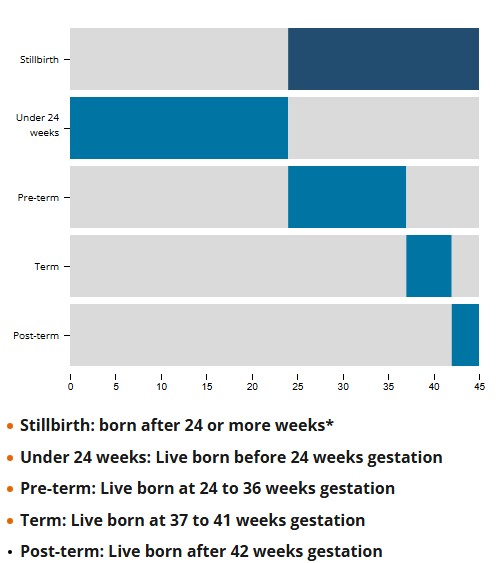 Stillbirth
Under 24
weeks
Pre-term
Term
Post-term
0 5 10 15 20 25 30 35 40 45
• Stillbirth: born after 24 or more weeks*
• Under 24 weeks: Live born before 24 weeks gestation
• Pre-term: Live born at 24 to 36 weeks gestation
• Term: Live born at 37 to 41 weeks gestation
• Post-term: Live born after 42 weeks gestation